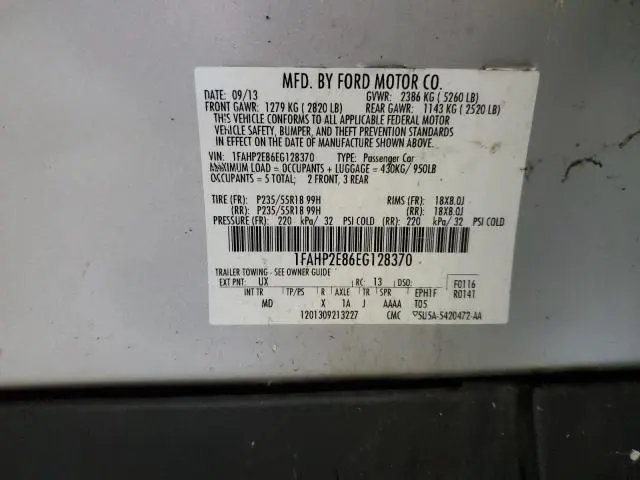 MFD. BY FORD MOTOR CO.
DATE: 09/13 GVWR: 2386 KG ( 5260 LB)
FRONT GAWR: 1279 KG ( 2820 LB) REAR GAWR: 1143 KG ( 2520 LB)
THIS VEHICLE CONFORMS TO ALL APPLICABLE FEDERAL MOTOR
VEHICLE SAFETY, BUMPER, AND THEFT PREVENTION STANDARDS
IN EFFECT ON THE DATE OF MANUFACTURE SHOWN ABOVE.
VIN: 1FAHP2E86EG128370 TYPE: Passenger Car
MAXIMUM LOAD = OCCUPANTS + LUGGAGE = 430KG/ 950LB
OCCUPANTS = 5 TOTAL; 2 FRONT, 3 REAR
TIRE (FR): P235/55R18 99H RIMS (FR): 18X8.0J
(RR): P235/55R18 99H (RR): 18X8.0J
PRESSURE (FR): 220 kPa/ 32 PSI COLD (RR): 220 kPa/ 32 PSI COLD
1FAHP2E86EG128370
TRAILER TOWING - SEE OWNER GUIDE
EXT PNT: UX RC: 13 DSO: F0116
INT TR TP/PS R AXLE TR SPR EPH1F R0141
MD X 1A J AAAA T05
1201309213227 CMC 5U5A-5420472-AA